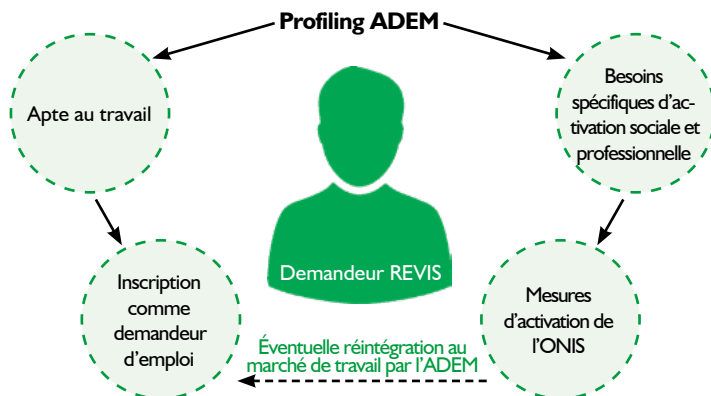 Profiling ADEM
Apte au travail
Besoins
spécifiques d’ac-
tivation sociale et
professionnelle
Demandeur REVIS
Inscription
comme
demandeur
d’emploi
Mesures
d’activation de
l’ONIS
Éventuelle réintégration au
marché de travail par l’ADEM